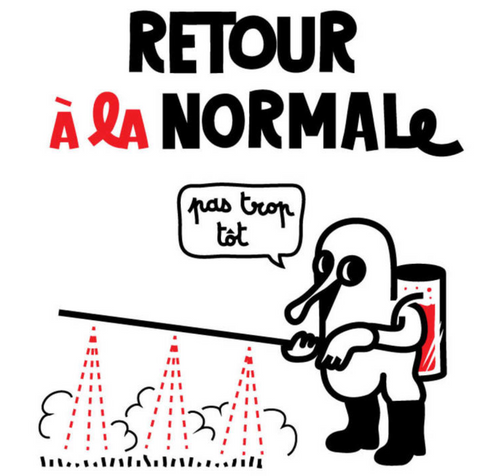 RETOUR
À la NORMALe
pas trop
tôt